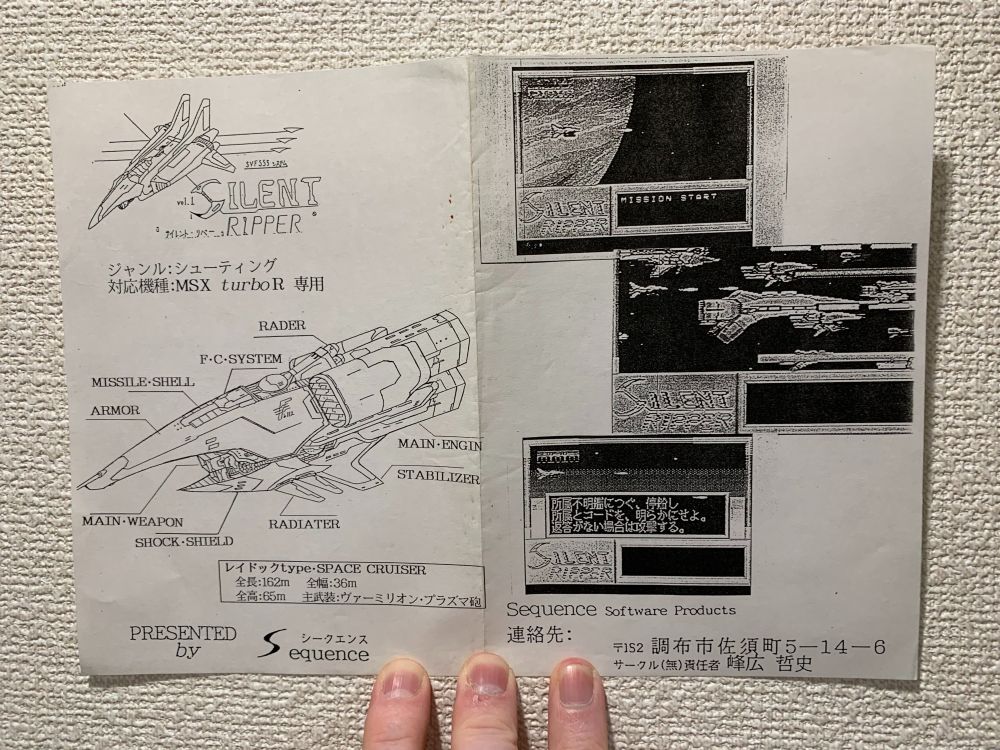 vol.1
SILENT
RIPPER
ジャンル:シューティング
対応機種:MSX turboR 専用
RADER
F·C·SYSTEM
MISSILE·SHELL
ARMOR
MAIN·ENGIN
STABILIZER
MAIN·WEAPON
RADIATER
SHOCK·SHIELD
レイドックtype·SPACE CRUISER
全長:162m 全幅:36m
全高:65m 主武装:ヴァーミリオン·プラズマ砲
PRESENTED
by
シークエンス
Sequence
SILENT
RIPPER
MISSION START
SILENT
RIPPER
所属不明艦につぐ、停船し
所属とコードを、明らかにせよ。
返答がない場合は攻撃する。
SILENT
RIPPER
Sequence Software Products
連絡先:
〒182 調布市佐須町5－14－6
サークル(無)責任者 峰広 哲史